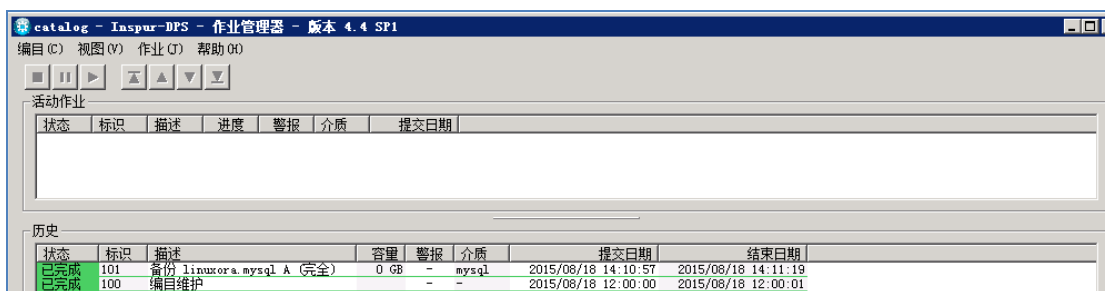 catalog - Inspur-DPS - 作业管理器 - 版本 4.4 SP1
编目(C) 视图(V) 作业(J) 帮助(H)
活动作业
状态 标识 描述 进度 警报 介质 提交日期
历史
状态 标识 描述 容量 警报 介质 提交日期 结束日期
已完成 101 备份 linuxora.mysql A (完全) 0 GB - mysql 2015/08/18 14:10:57 2015/08/18 14:11:19
已完成 100 编目维护 - - 2015/08/18 12:00:00 2015/08/18 12:00:01